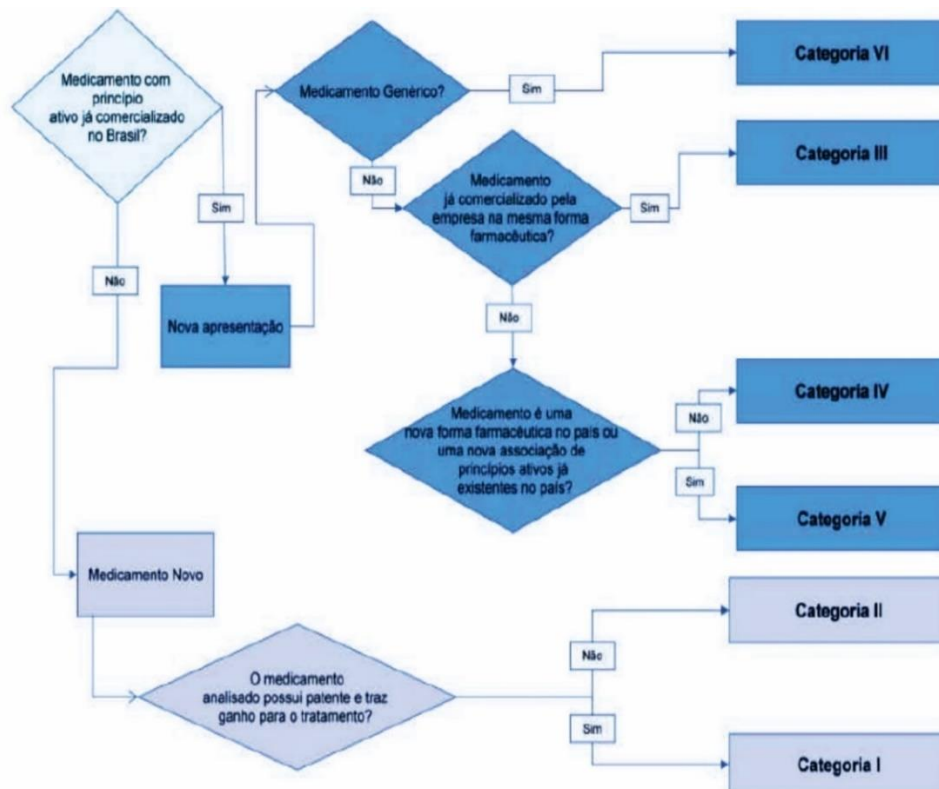 Medicamento com
princípio
ativo já comercializado
no Brasil?
Sim
Não
Nova apresentação
Medicamento Genérico?
Sim
Categoria VI
Não
Medicamento
já comercializado pela
empresa na mesma forma
farmacêutica?
Sim
Categoria III
Não
Medicamento é uma
nova forma farmacêutica no país ou
uma nova associação de
princípios ativos já
existentes no país?
Não
Categoria IV
Sim
Categoria V
Medicamento Novo
O medicamento
analisado possui patente e traz
ganho para o tratamento?
Não
Categoria II
Sim
Categoria I